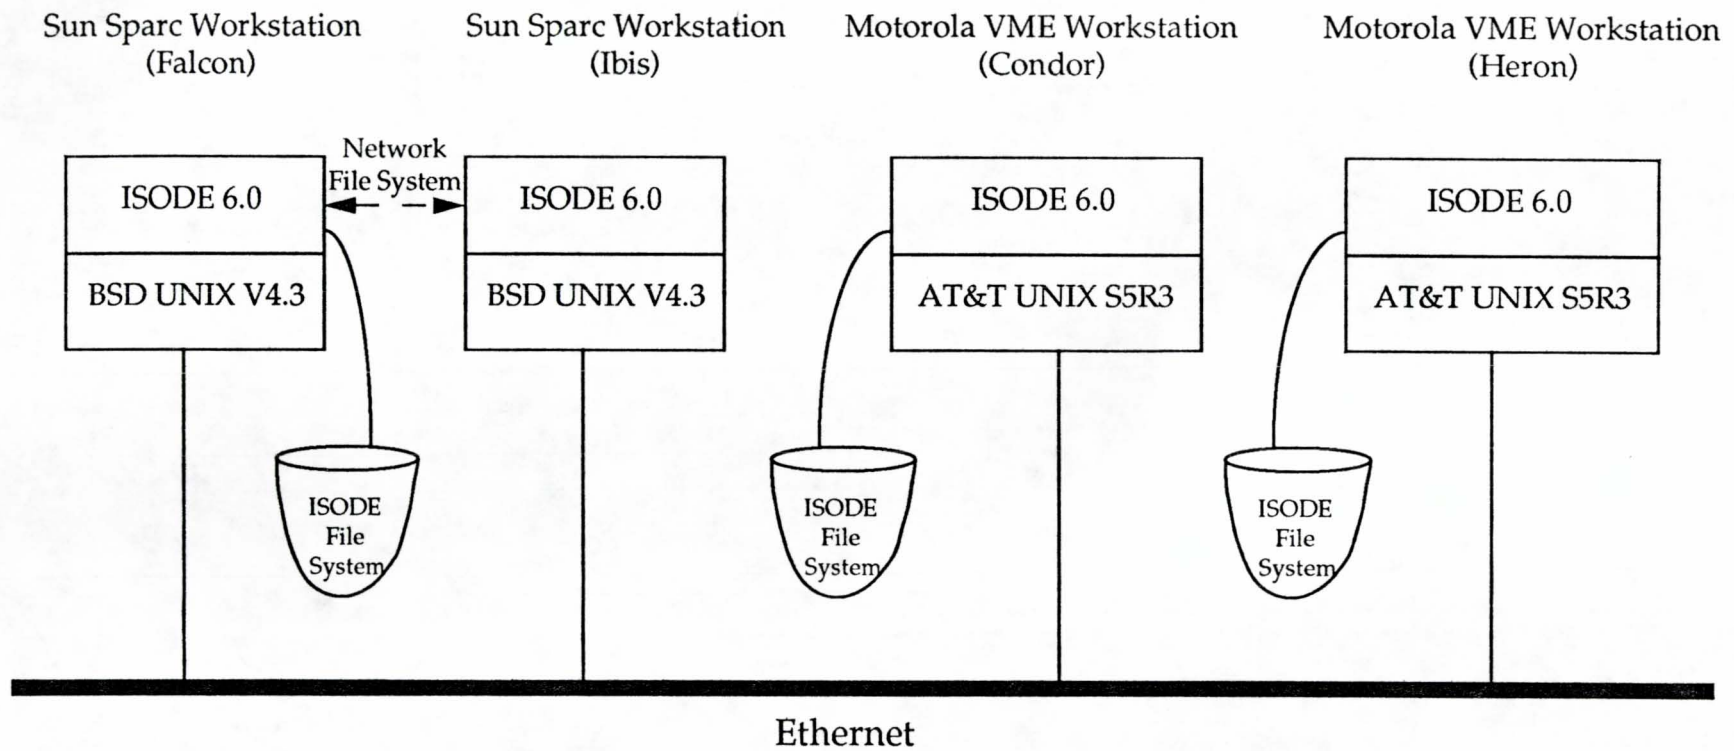 Sun Sparc Workstation
(Falcon)
Sun Sparc Workstation
(Ibis)
Motorola VME Workstation
(Condor)
Motorola VME Workstation
(Heron)
Network
File System
ISODE 6.0
BSD UNIX V4.3
ISODE 6.0
BSD UNIX V4.3
ISODE 6.0
AT&T UNIX S5R3
ISODE 6.0
AT&T UNIX S5R3
ISODE
File
System
ISODE
File
System
ISODE
File
System
Ethernet